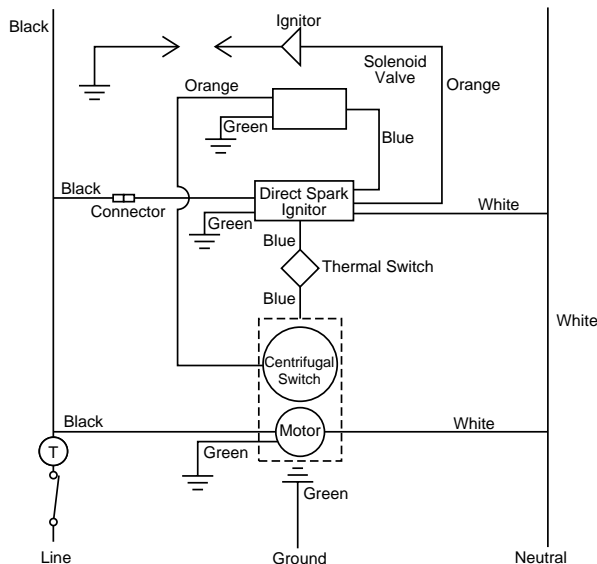 Ignitor
Black
Solenoid
Valve
Orange
Orange
Green
Blue
Black
Direct Spark
Ignitor
White
Connector
Green
Blue
Thermal Switch
Blue
White
Centrifugal
Switch
Black
Motor
White
T
Green
Green
Line
Ground
Neutral